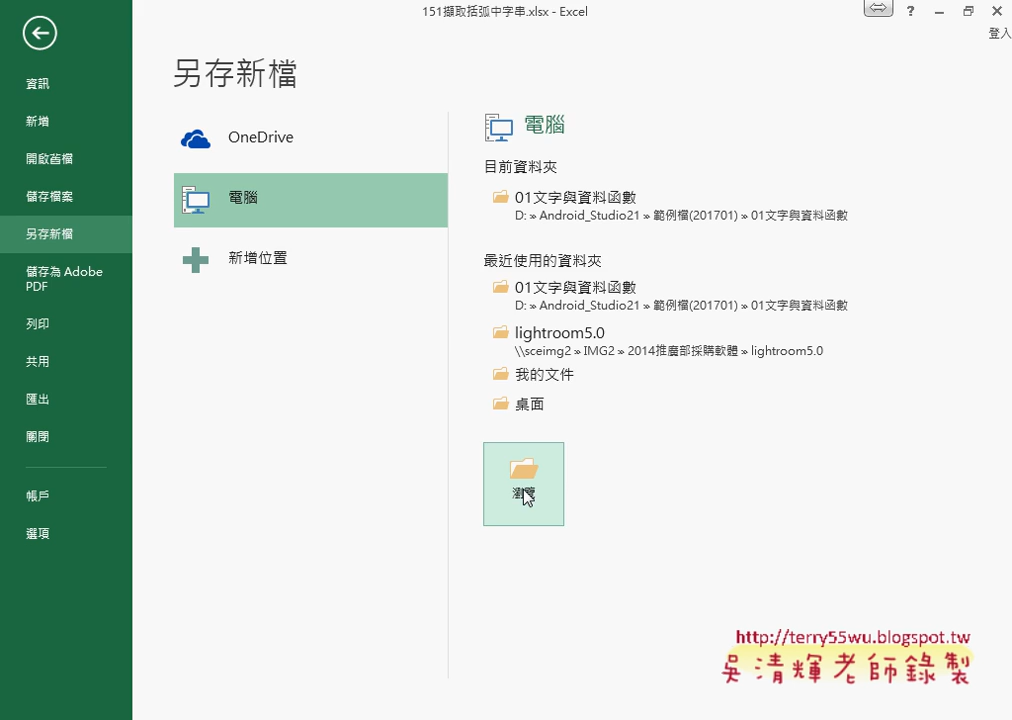 151擷取括弧中字串.xlsx - Excel
?
登入
資訊
新增
開啟舊檔
儲存檔案
另存新檔
儲存為 Adobe
PDF
列印
共用
匯出
關閉
帳戶
選項
另存新檔
OneDrive
電腦
新增位置
電腦
目前資料夾
01文字與資料函數
D: » Android_Studio21 » 範例檔(201701) » 01文字與資料函數
最近使用的資料夾
01文字與資料函數
D: » Android_Studio21 » 範例檔(201701) » 01文字與資料函數
lightroom5.0
\\sceimg2 » IMG2 » 2014推廣部採購軟體 » lightroom5.0
我的文件
桌面
瀏覽
http://terry55wu.blogspot.tw
吳清輝老師錄製